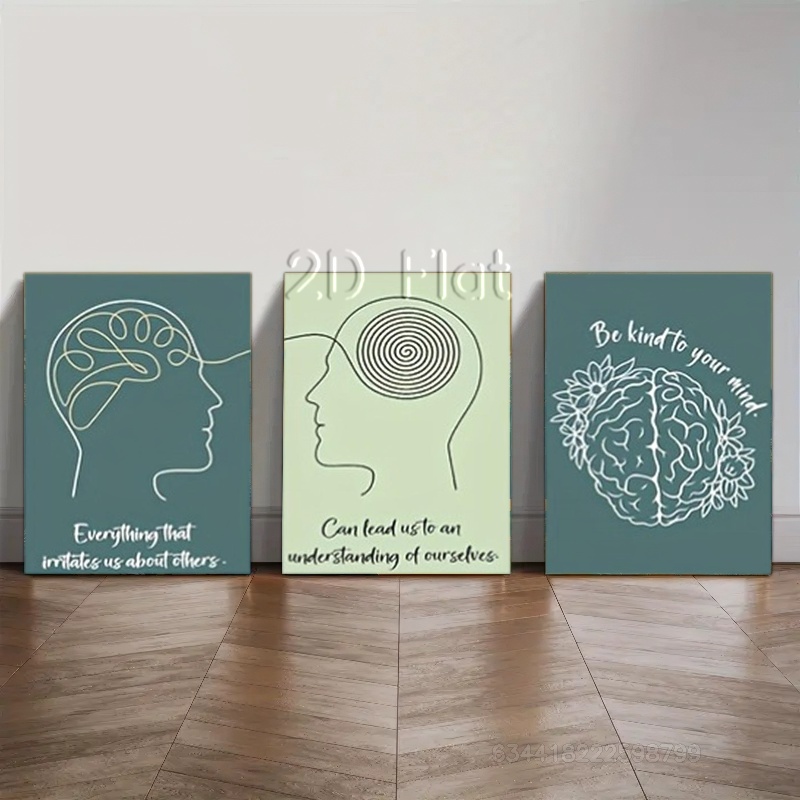 2D Flat
Everything that
irritates us about others.
Can lead us to an
understanding of ourselves.
Be kind to your mind.